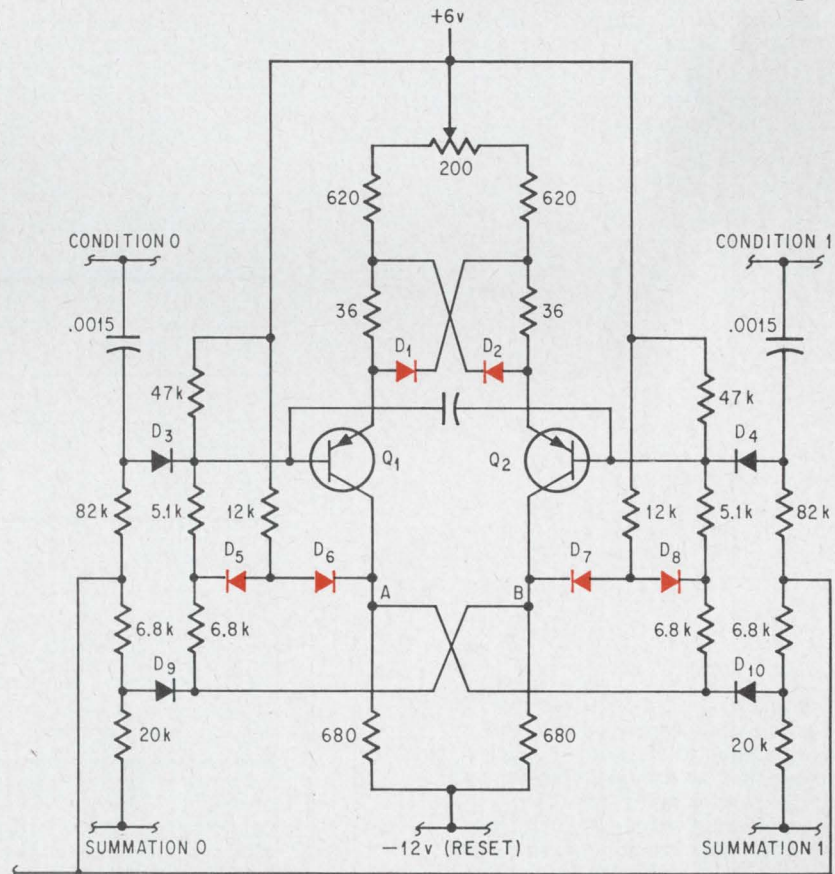 +6v
200
620 620
CONDITION 0 CONDITION 1
36 36
.0015 .0015
D1 D2
47k 47k
D3 D4
Q1 Q2
82k 5.1k 12k 12k 5.1k 82k
D5 D6 D7 D8
A B
6.8k 6.8k 6.8k 6.8k
D9 D10
20k 680 680 20k
SUMMATION 0 −12v (RESET) SUMMATION 1